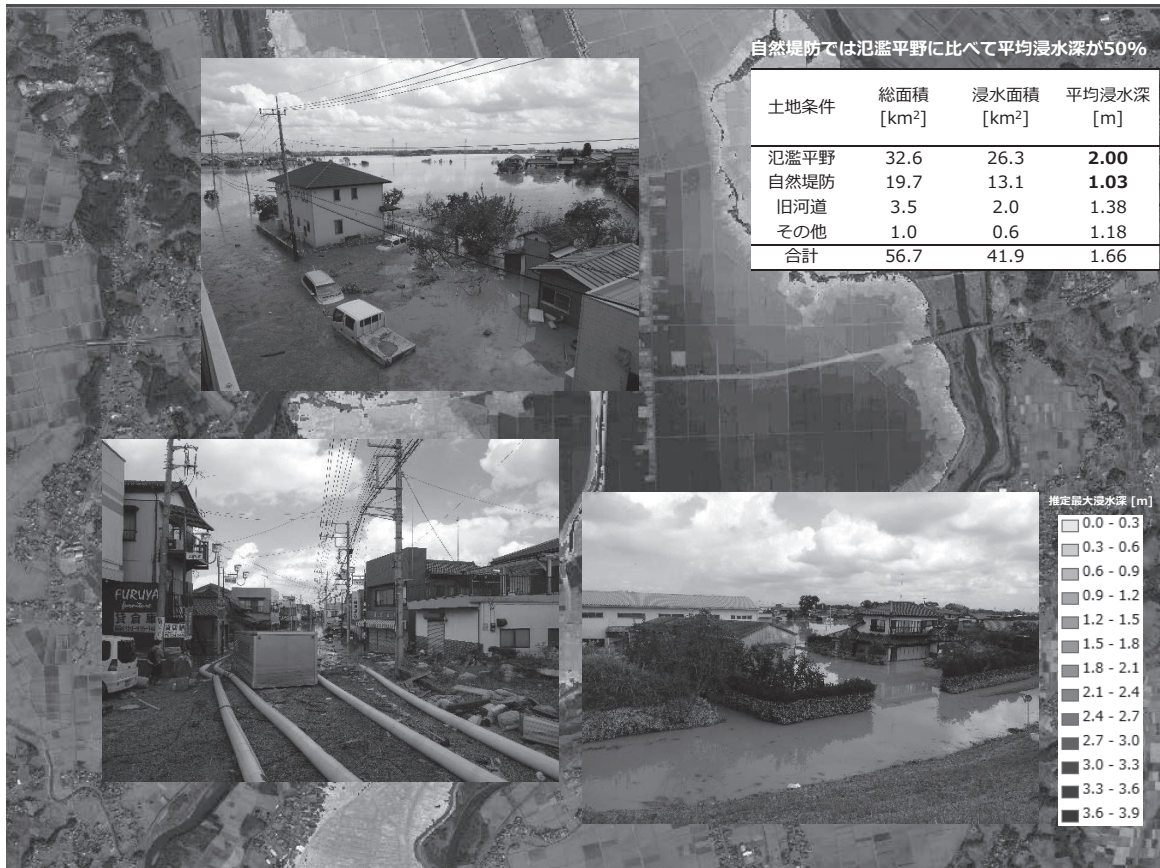 自然堤防では氾濫平野に比べて平均浸水深が50%
土地条件 総面積 [km²] 浸水面積 [km²] 平均浸水深 [m]
氾濫平野 32.6 26.3 2.00
自然堤防 19.7 13.1 1.03
旧河道 3.5 2.0 1.38
その他 1.0 0.6 1.18
合計 56.7 41.9 1.66
FURUYA
furniture
貸倉庫
推定最大浸水深 [m]
0.0 - 0.3
0.3 - 0.6
0.6 - 0.9
0.9 - 1.2
1.2 - 1.5
1.5 - 1.8
1.8 - 2.1
2.1 - 2.4
2.4 - 2.7
2.7 - 3.0
3.0 - 3.3
3.3 - 3.6
3.6 - 3.9